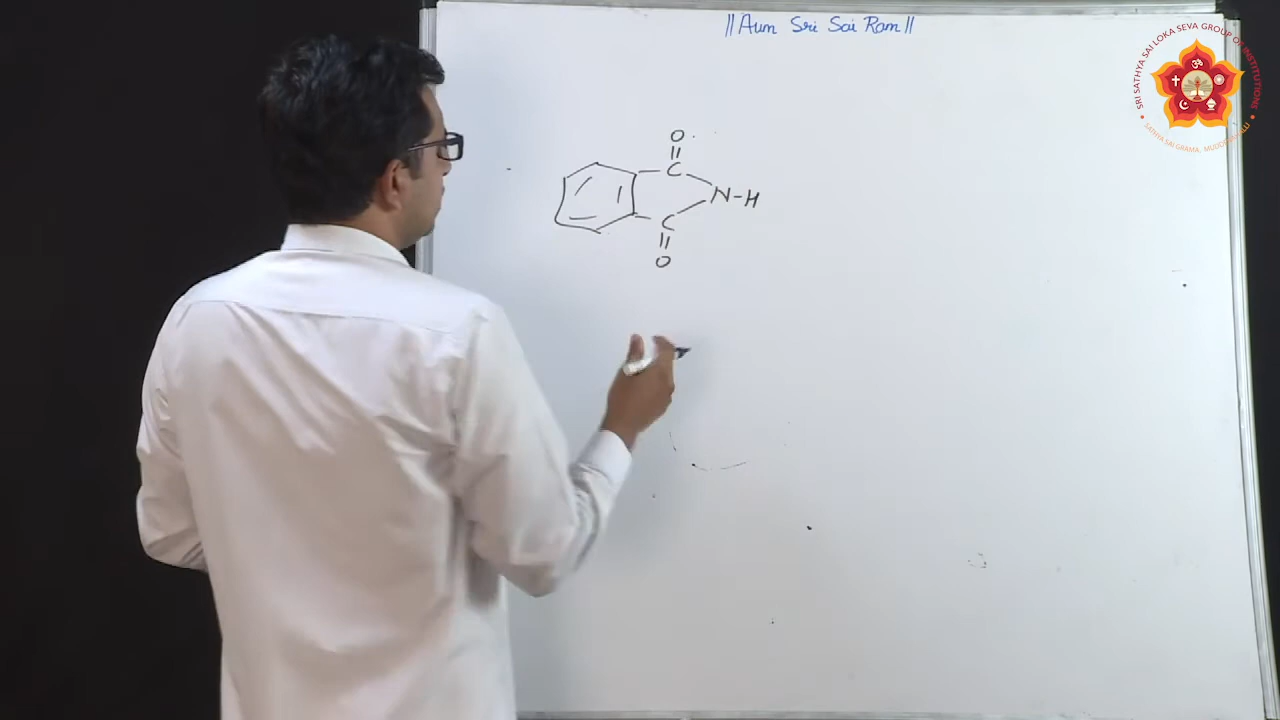 ||Aum Sri Sai Ram||
SRI SATHYA SAI LOKA SEVA GROUP OF INSTITUTIONS
SATHYA SAI GRAMA, MUDDENAHALLI
O
C
N-H
C
O